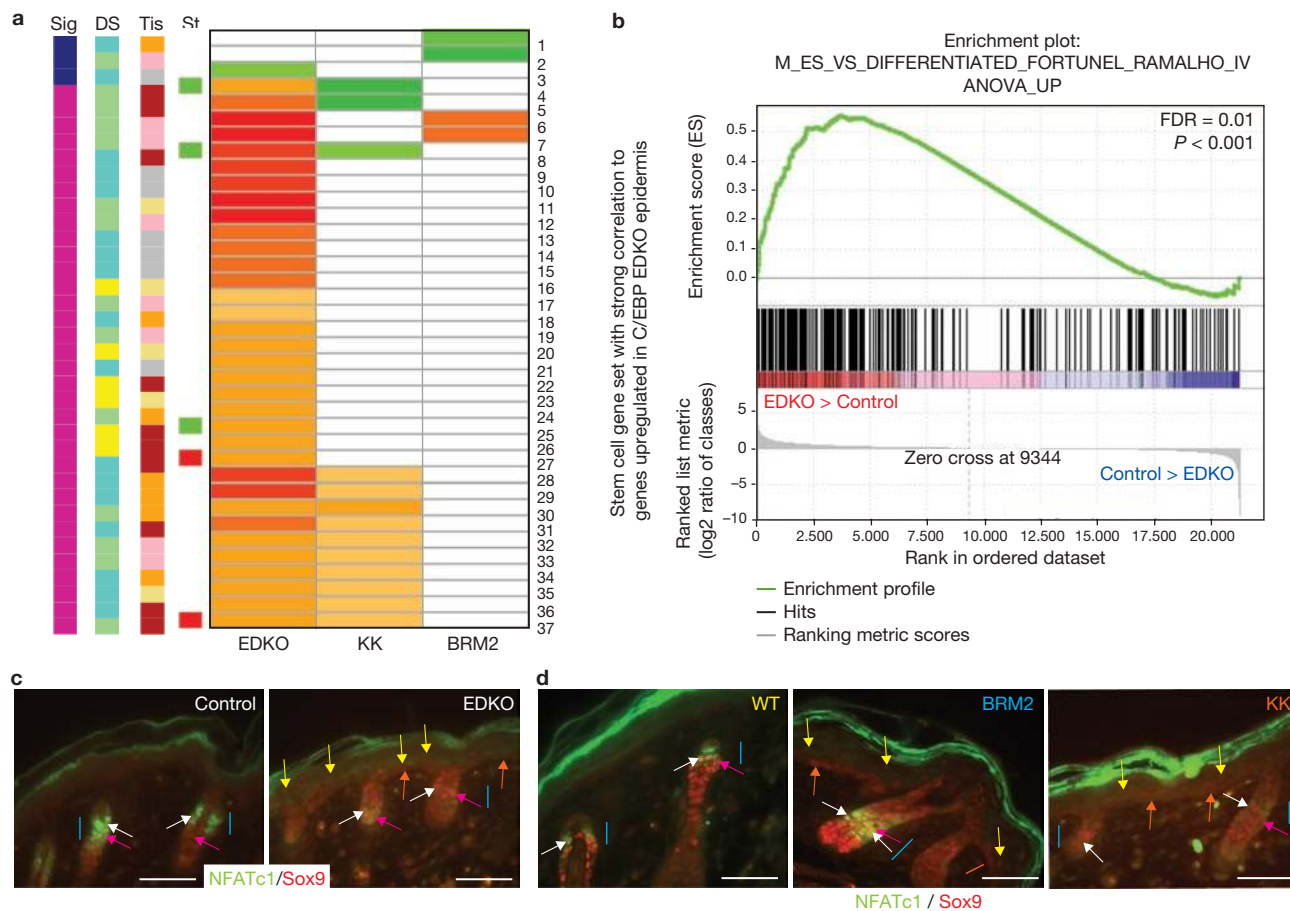 a
Sig DS Tis St
1
2
3
4
5
6
7
8
9
10
11
12
13
14
15
16
17
18
19
20
21
22
23
24
25
26
27
28
29
30
31
32
33
34
35
36
37
EDKO KK BRM2
b
Stem cell gene set with strong correlation to
genes upregulated in C/EBP EDKO epidermis
Enrichment plot:
M_ES_VS_DIFFERENTIATED_FORTUNEL_RAMALHO_IV
ANOVA_UP
FDR = 0.01
P < 0.001
Enrichment score (ES)
0.5
0.4
0.3
0.2
0.1
0.0
EDKO > Control
Ranked list metric
(log2 ratio of classes)
5
0
−5
−10
Zero cross at 9344
Control > EDKO
0 2.500 5.000 7.500 10.000 12.500 15.000 17.500 20.000
Rank in ordered dataset
Enrichment profile
Hits
Ranking metric scores
c
Control
EDKO
NFATc1/Sox9
d
WT
BRM2
KK
NFATc1 / Sox9